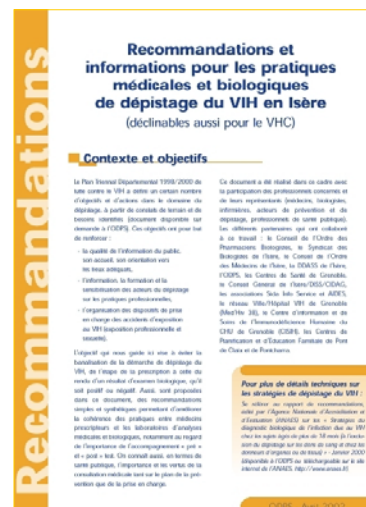 Recommandations
Recommandations et
informations pour les pratiques
médicales et biologiques
de dépistage du VIH en Isère
(déclinables aussi pour le VHC)
Contexte et objectifs
Le Plan Triennal Départemental 1998/2000 de
lutte contre le VIH a défini un certain nombre
d'objectifs et d'actions dans le domaine du
dépistage, à partir de constats de terrain et de
besoins identifiés (document disponible sur
demande à l'ODPS). Ces objectifs ont pour but
de renforcer :
- la qualité de l'information du public,
son accueil, son orientation vers
les lieux adéquats,
- l'information, la formation et la
sensibilisation des acteurs du dépistage
sur les pratiques professionnelles,
- l'organisation des dispositifs de prise
en charge des accidents d'exposition
au VIH (exposition professionnelle et
sexuelle).
L'objectif qui nous guide ici vise à éviter la
banalisation de la démarche de dépistage du
VIH, de l'étape de la prescription à celle du
rendu d'un résultat d'examen biologique, qu'il
soit positif ou négatif. Aussi, sont proposées
dans ce document, des recommandations
simples et synthétiques permettant d'améliorer
la cohérence des pratiques entre médecins
prescripteurs et les laboratoires d'analyses
médicales et biologiques, notamment au regard
de l'importance de l'accompagnement « pré »
et « post » test. On connaît aussi, en termes de
santé publique, l'importance et les vertus de la
consultation médicale tant sur le plan de la pré-
vention que de la prise en charge.
Ce document a été réalisé dans ce cadre avec
la participation des professionnels concernés et
de leurs représentants (médecins, biologistes,
infirmières, acteurs de prévention et de
dépistage, professionnels de santé publique).
Les différents partenaires qui ont collaboré
à ce travail : le Conseil de l'Ordre des
Pharmaciens Biologistes, le Syndicat des
Biologistes de l'Isère, le Conseil de l'Ordre
des Médecins de l'Isère, la DDASS de l'Isère,
l'ODPS, les Centres de Santé de Grenoble,
le Conseil Général de l'Isère/DISS/CIDAG,
les associations Sida Info Service et AIDES,
le réseau Ville/Hôpital VIH de Grenoble
(Med'Hé 38), le Centre d'Information et de
Soins de l'Immunodéficience Humaine du
CHU de Grenoble (CISIH), les Centres de
Planification et d'Education Familiale de Pont
de Claix et de Pontcharra.
Pour plus de détails techniques sur
les stratégies de dépistage du VIH :
Se référer au rapport de recommandations,
édité par l'Agence Nationale d'Accréditation et
d'Evaluation (ANAES) sur les « Stratégies du
diagnostic biologique de l'infection due au VIH
chez les sujets âgés de plus de 18 mois (à l'exclu-
sion du dépistage sur les dons de sang et chez les
donneurs d'organes ou de tissus) » - Janvier 2000
(disponible à l'ODPS ou téléchargeable sur le site
internet de l'ANAES, http://www.anaes.fr)